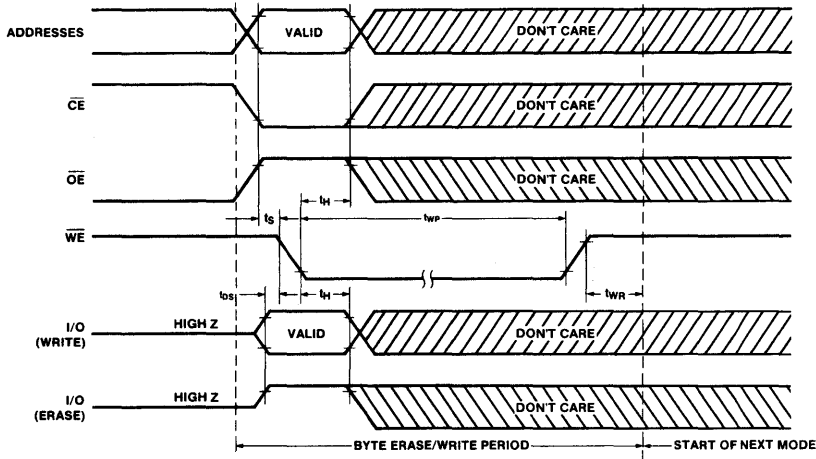 ADDRESSES VALID DON'T CARE
CE DON'T CARE
OE DON'T CARE
tH
tS tWP
WE
tDS tH tWR
I/O (WRITE) HIGH Z VALID DON'T CARE
I/O (ERASE) HIGH Z DON'T CARE
BYTE ERASE/WRITE PERIOD START OF NEXT MODE